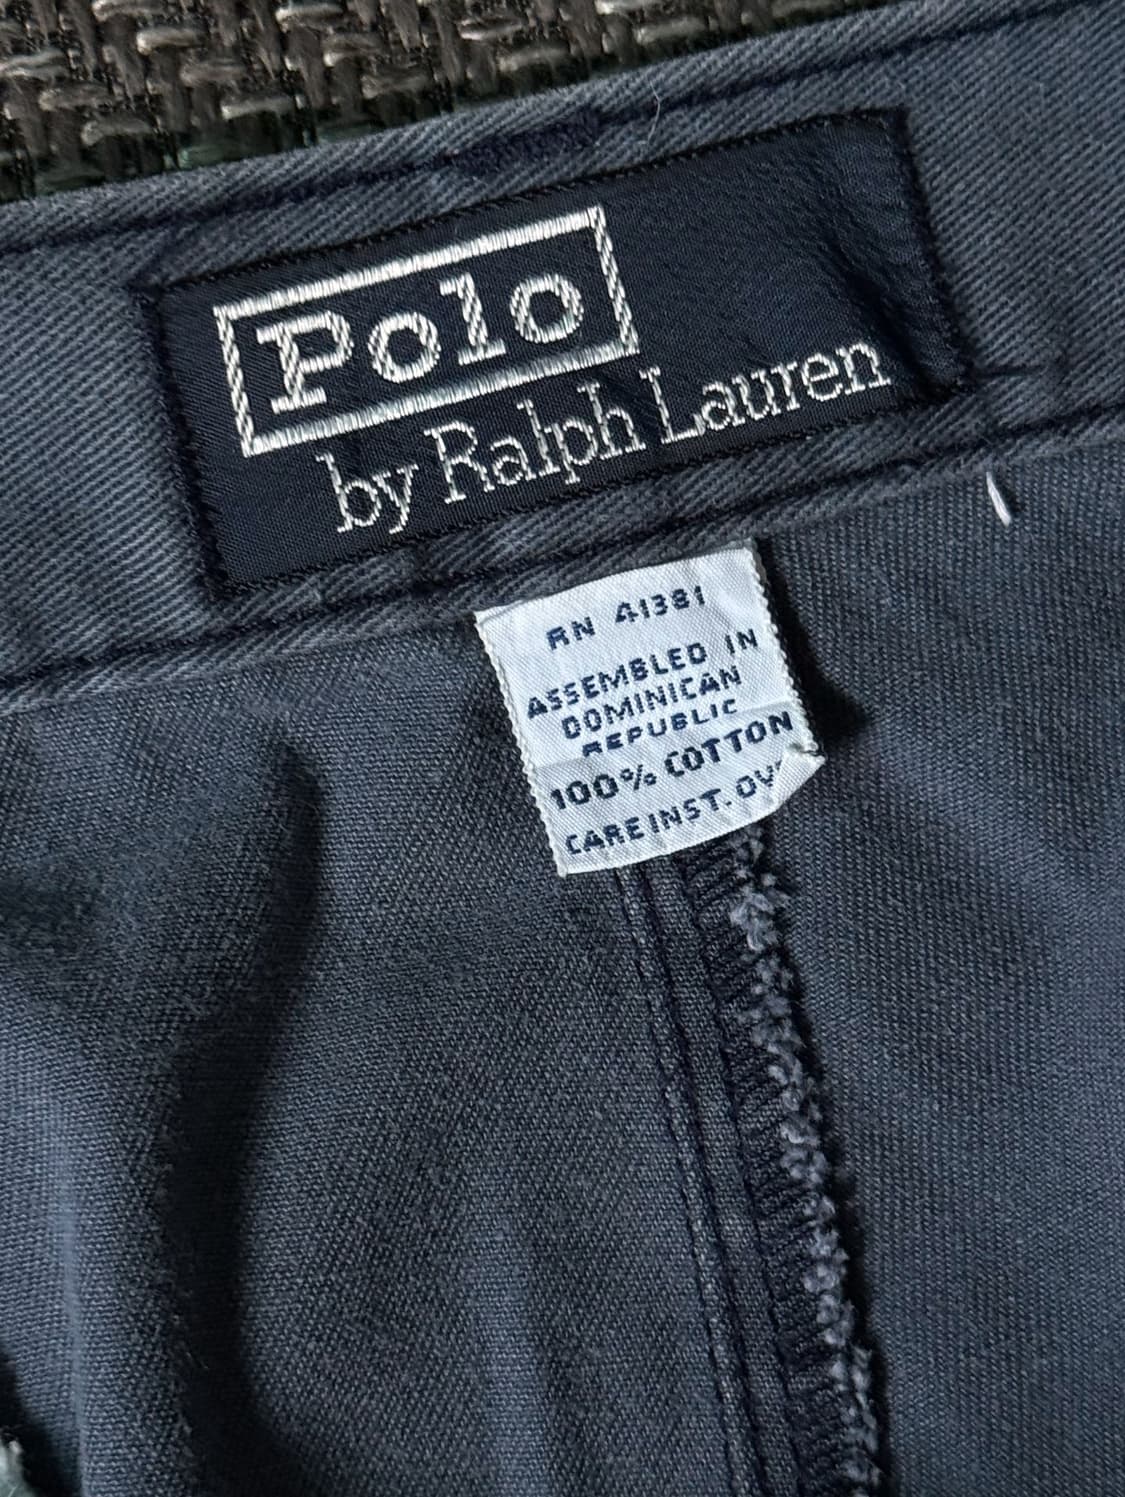 Polo
by Ralph Lauren
RN 41381
ASSEMBLED IN
DOMINICAN
REPUBLIC
100% COTTON
CARE INST. OV